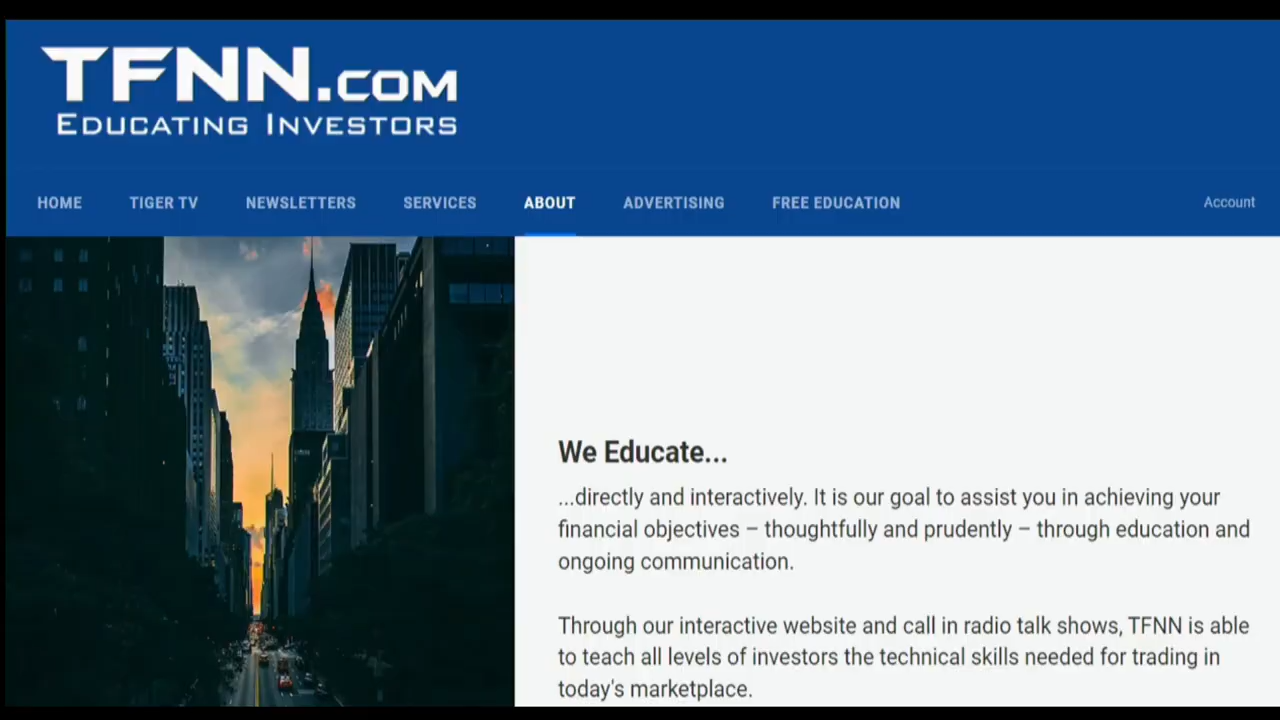 TFNN.COM
EDUCATING INVESTORS
HOME TIGER TV NEWSLETTERS SERVICES ABOUT ADVERTISING FREE EDUCATION Account
We Educate...
...directly and interactively. It is our goal to assist you in achieving your
financial objectives – thoughtfully and prudently – through education and
ongoing communication.
Through our interactive website and call in radio talk shows, TFNN is able
to teach all levels of investors the technical skills needed for trading in
today's marketplace.